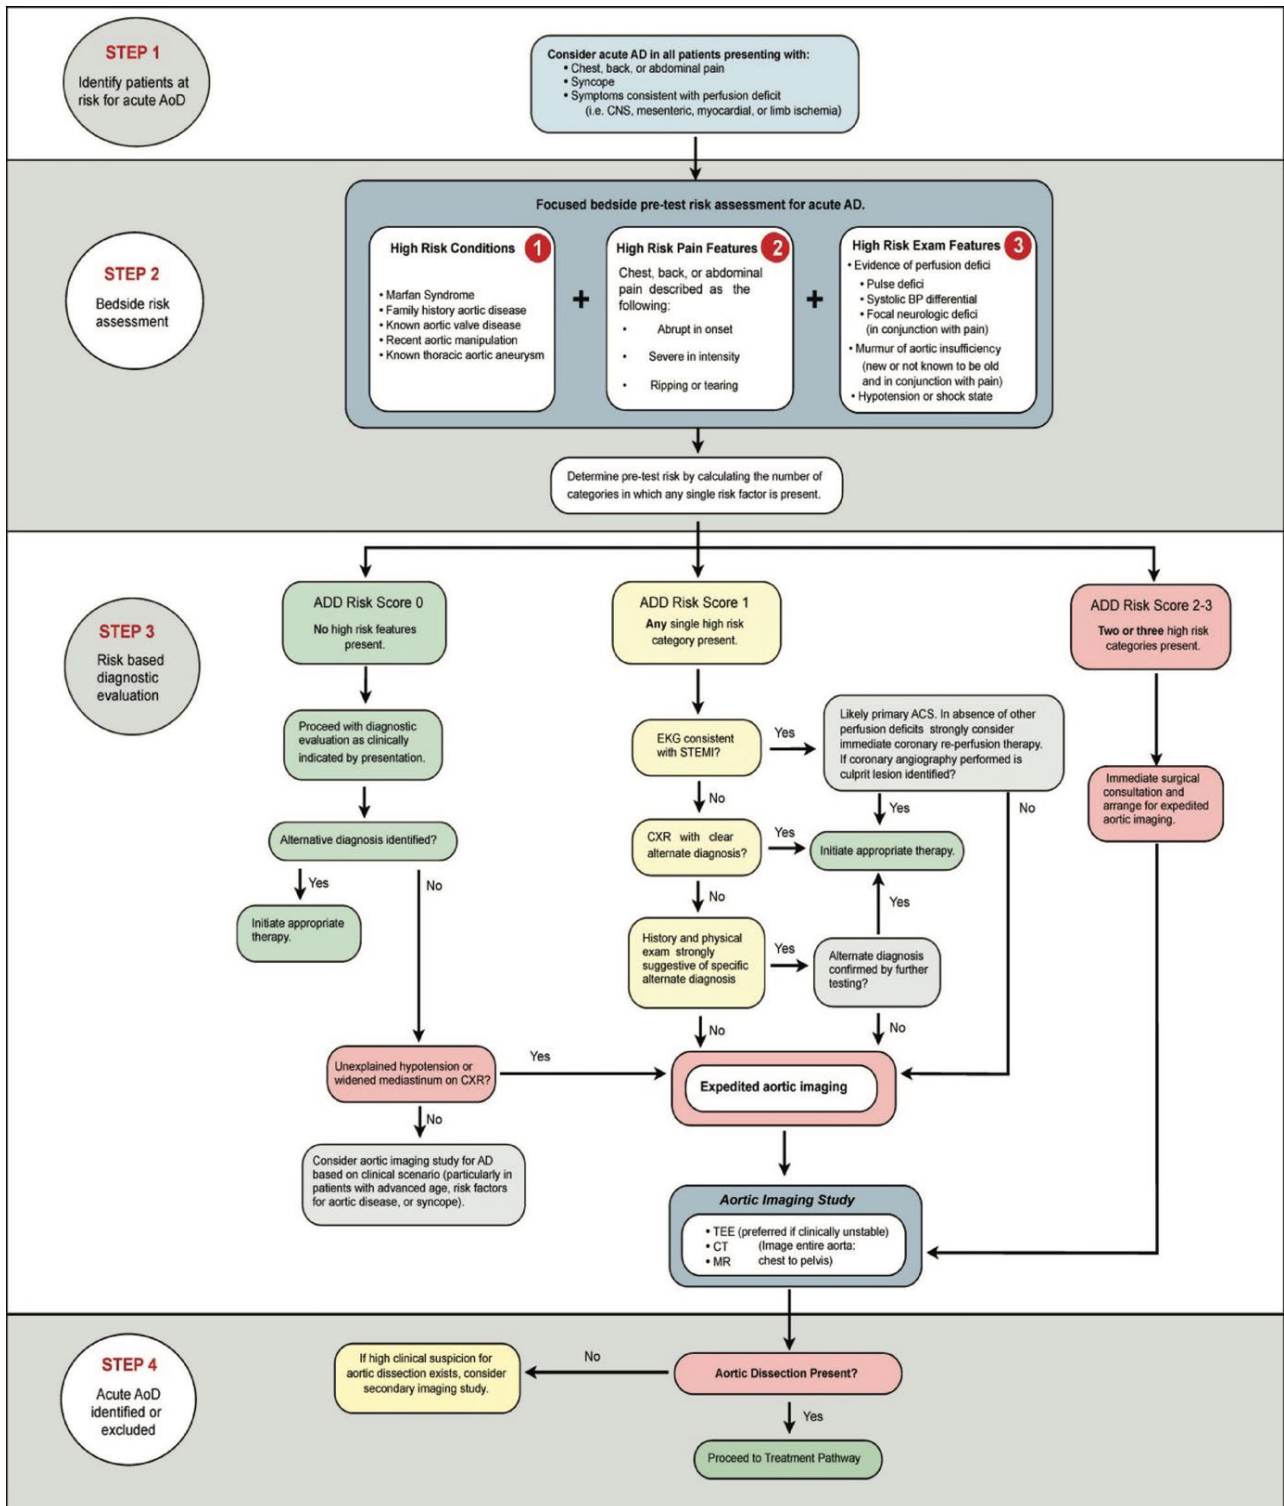 STEP 1
Identify patients at
risk for acute AoD
Consider acute AD in all patients presenting with:
• Chest, back, or abdominal pain
• Syncope
• Symptoms consistent with perfusion deficit
(i.e. CNS, mesenteric, myocardial, or limb ischemia)
STEP 2
Bedside risk
assessment
Focused bedside pre-test risk assessment for acute AD.
High Risk Conditions
1
• Marfan Syndrome
• Family history aortic disease
• Known aortic valve disease
• Recent aortic manipulation
• Known thoracic aortic aneurysm
+
High Risk Pain Features
2
Chest, back, or abdominal
pain described as the
following:
• Abrupt in onset
• Severe in intensity
• Ripping or tearing
+
High Risk Exam Features
3
• Evidence of perfusion defici
• Pulse defici
• Systolic BP differential
• Focal neurologic defici
(in conjunction with pain)
• Murmur of aortic insufficiency
(new or not known to be old
and in conjunction with pain)
• Hypotension or shock state
Determine pre-test risk by calculating the number of
categories in which any single risk factor is present.
STEP 3
Risk based
diagnostic
evaluation
ADD Risk Score 0
No high risk features
present.
Proceed with diagnostic
evaluation as clinically
indicated by presentation.
Alternative diagnosis identified?
Yes
No
Initiate appropriate
therapy.
Unexplained hypotension or
widened mediastinum on CXR?
Yes
No
Consider aortic imaging study for AD
based on clinical scenario (particularly in
patients with advanced age, risk factors
for aortic disease, or syncope).
ADD Risk Score 1
Any single high risk
category present.
EKG consistent
with STEMI?
Yes
No
Likely primary ACS. In absence of other
perfusion deficits strongly consider
immediate coronary re-perfusion therapy.
If coronary angiography performed is
culprit lesion identified?
Yes
No
CXR with clear
alternate diagnosis?
Yes
No
Initiate appropriate therapy.
Yes
History and physical
exam strongly
suggestive of specific
alternate diagnosis
Yes
No
Alternate diagnosis
confirmed by further
testing?
No
Expedited aortic imaging
ADD Risk Score 2-3
Two or three high risk
categories present.
Immediate surgical
consultation and
arrange for expedited
aortic imaging.
Aortic Imaging Study
• TEE (preferred if clinically unstable)
• CT (Image entire aorta:
• MR chest to pelvis)
STEP 4
Acute AoD
identified or
excluded
Aortic Dissection Present?
No
If high clinical suspicion for
aortic dissection exists, consider
secondary imaging study.
Yes
Proceed to Treatment Pathway